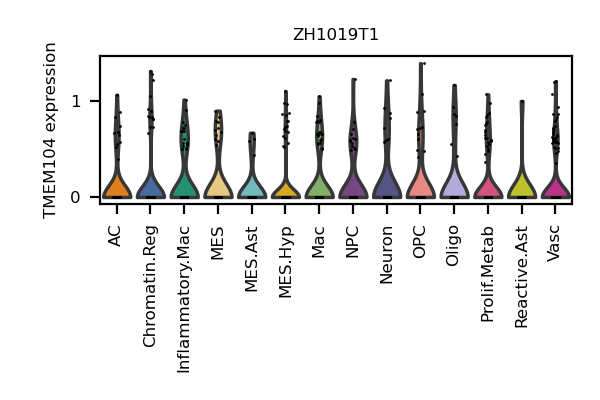 ZH1019T1
TMEM104 expression
1
0
AC
Chromatin.Reg
Inflammatory.Mac
MES
MES.Ast
MES.Hyp
Mac
NPC
Neuron
OPC
Oligo
Prolif.Metab
Reactive.Ast
Vasc